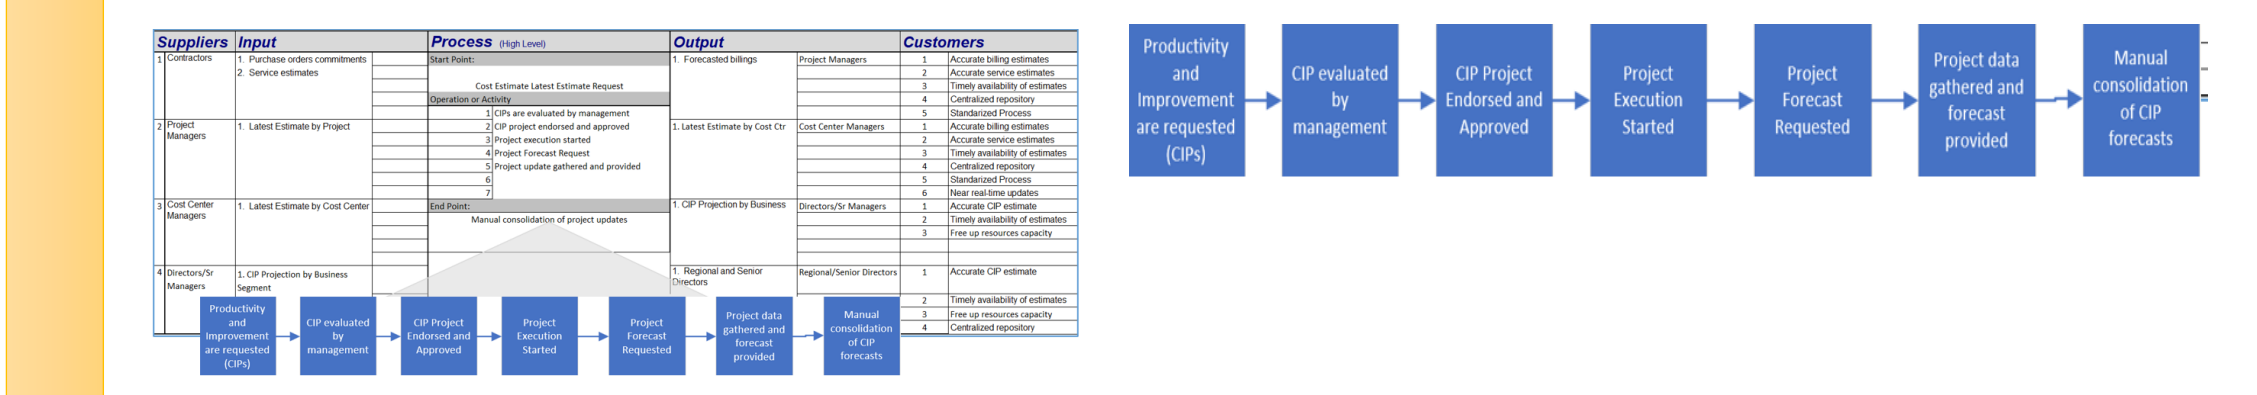 Suppliers Input Process (High Level) Output Customers
1 Contractors 1. Purchase orders commitments Start Point: 1. Forecasted billings Project Managers 1 Accurate billing estimates
2. Service estimates 2 Accurate service estimates
Cost Estimate Latest Estimate Request 3 Timely availability of estimates
Operation or Activity 4 Centralized repository
1 CIPs are evaluated by management 5 Standarized Process
2 Project Managers 1. Latest Estimate by Project 2 CIP project endorsed and approved 1. Latest Estimate by Cost Ctr Cost Center Managers 1 Accurate billing estimates
3 Project execution started 2 Accurate service estimates
4 Project Forecast Request 3 Timely availability of estimates
5 Project update gathered and provided 4 Centralized repository
6 5 Standarized Process
7 6 Near real-time updates
3 Cost Center Managers 1. Latest Estimate by Cost Center End Point: 1. CIP Projection by Business Directors/Sr Managers 1 Accurate CIP estimate
Manual consolidation of project updates 2 Timely availability of estimates
3 Free up resources capacity
4 Directors/Sr Managers 1. CIP Projection by Business Segment 1. Regional and Senior Directors Regional/Senior Directors 1 Accurate CIP estimate
2 Timely availability of estimates
3 Free up resources capacity
4 Centralized repository
Productivity
and
Improvement
are requested
(CIPs)
CIP evaluated
by
management
CIP Project
Endorsed and
Approved
Project
Execution
Started
Project
Forecast
Requested
Project data
gathered and
forecast
provided
Manual
consolidation
of CIP
forecasts
Productivity
and
Improvement
are requested
(CIPs)
CIP evaluated
by
management
CIP Project
Endorsed and
Approved
Project
Execution
Started
Project
Forecast
Requested
Project data
gathered and
forecast
provided
Manual
consolidation
of CIP
forecasts